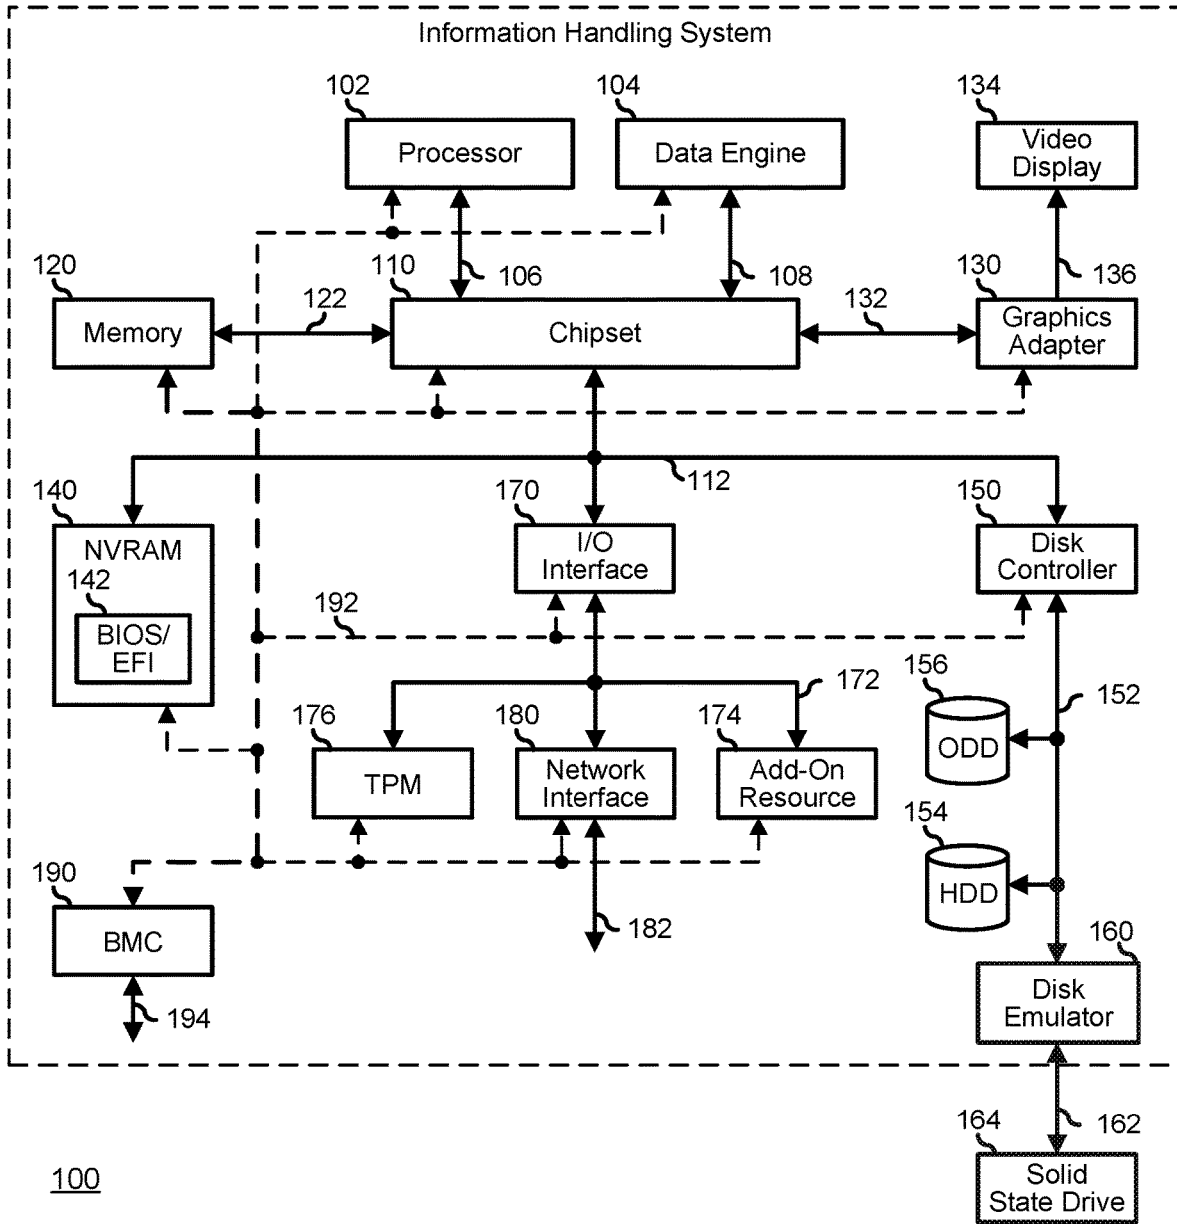 Information Handling System
102
104
134
Processor
Data Engine
Video
Display
120
110
106
108
130
136
122
132
Memory
Chipset
Graphics
Adapter
112
140
170
150
NVRAM
I/O
Interface
Disk
Controller
142
BIOS/
EFI
192
156
172
152
176
180
174
ODD
TPM
Network
Interface
Add-On
Resource
154
HDD
190
182
BMC
160
194
Disk
Emulator
164
162
100
Solid
State Drive